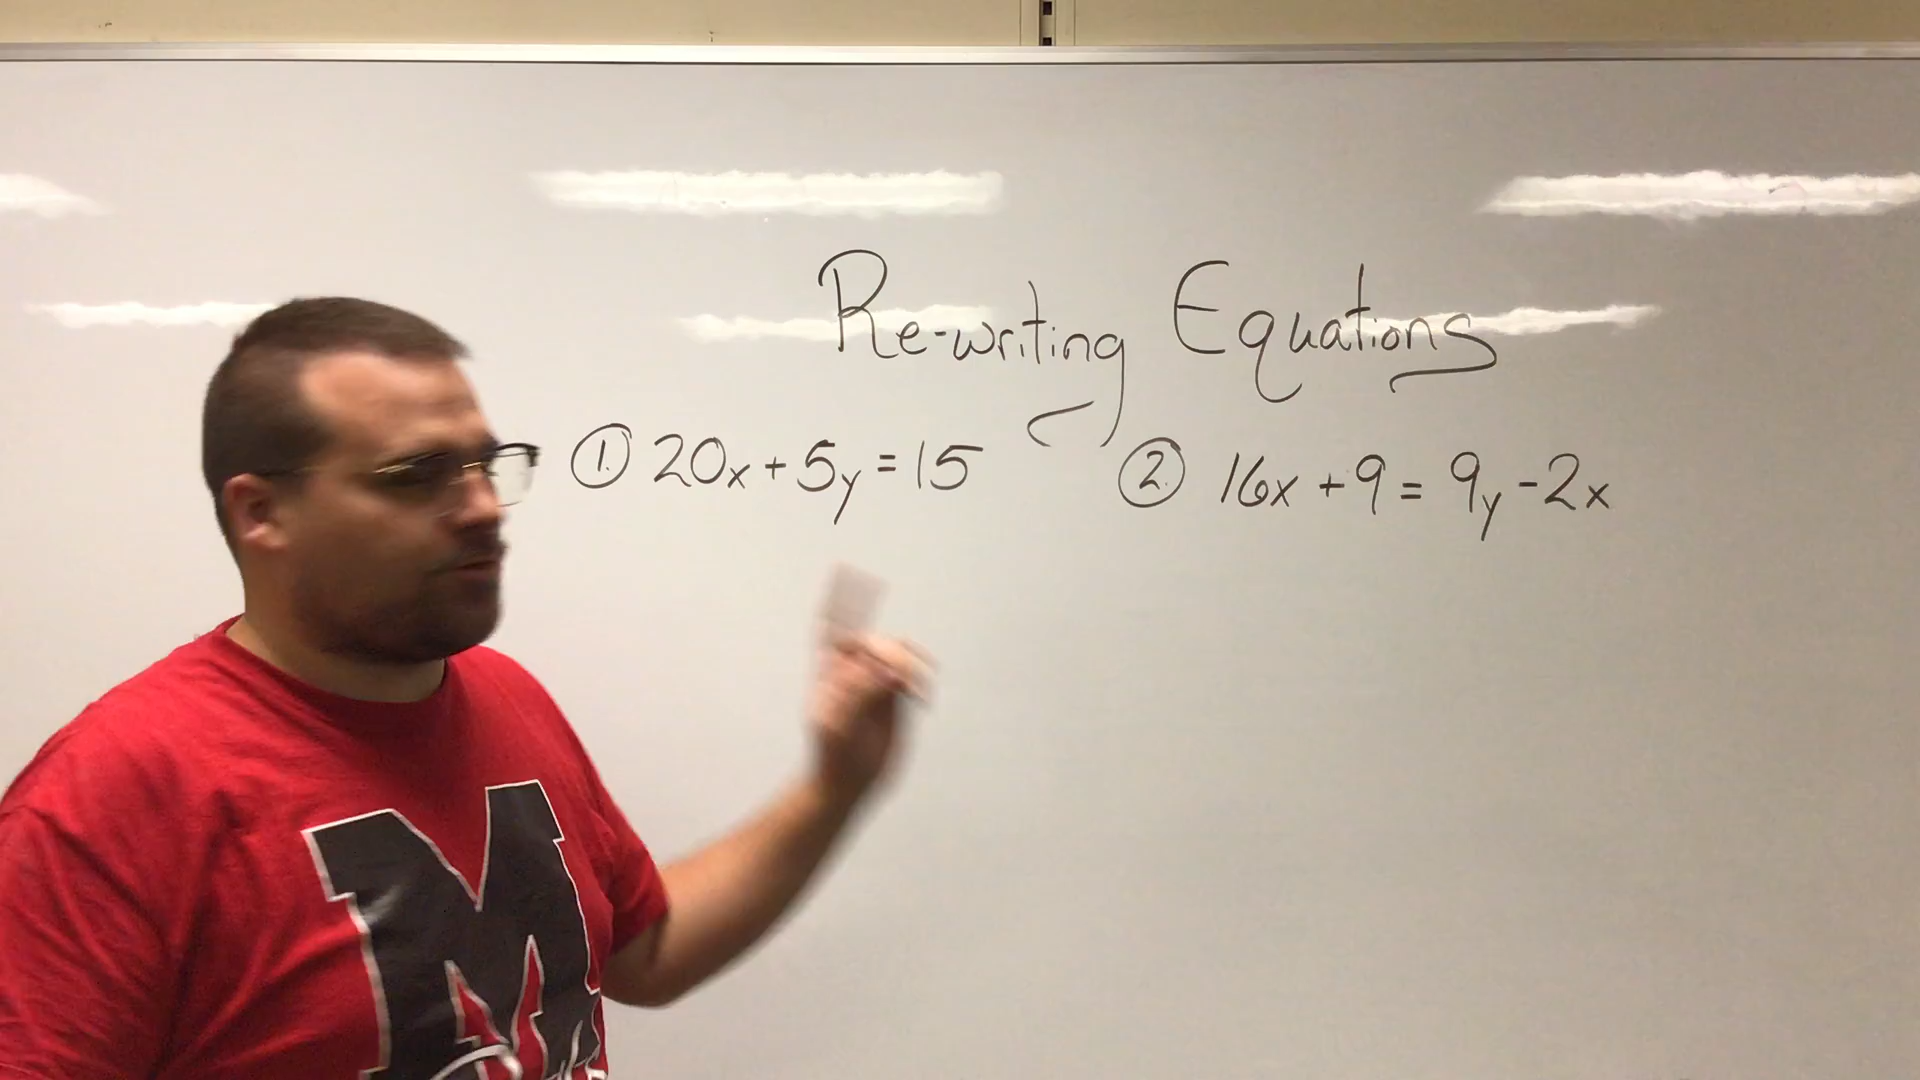 Re-writing Equations
① 20x + 5y = 15
② 16x + 9 = 9y - 2x
M